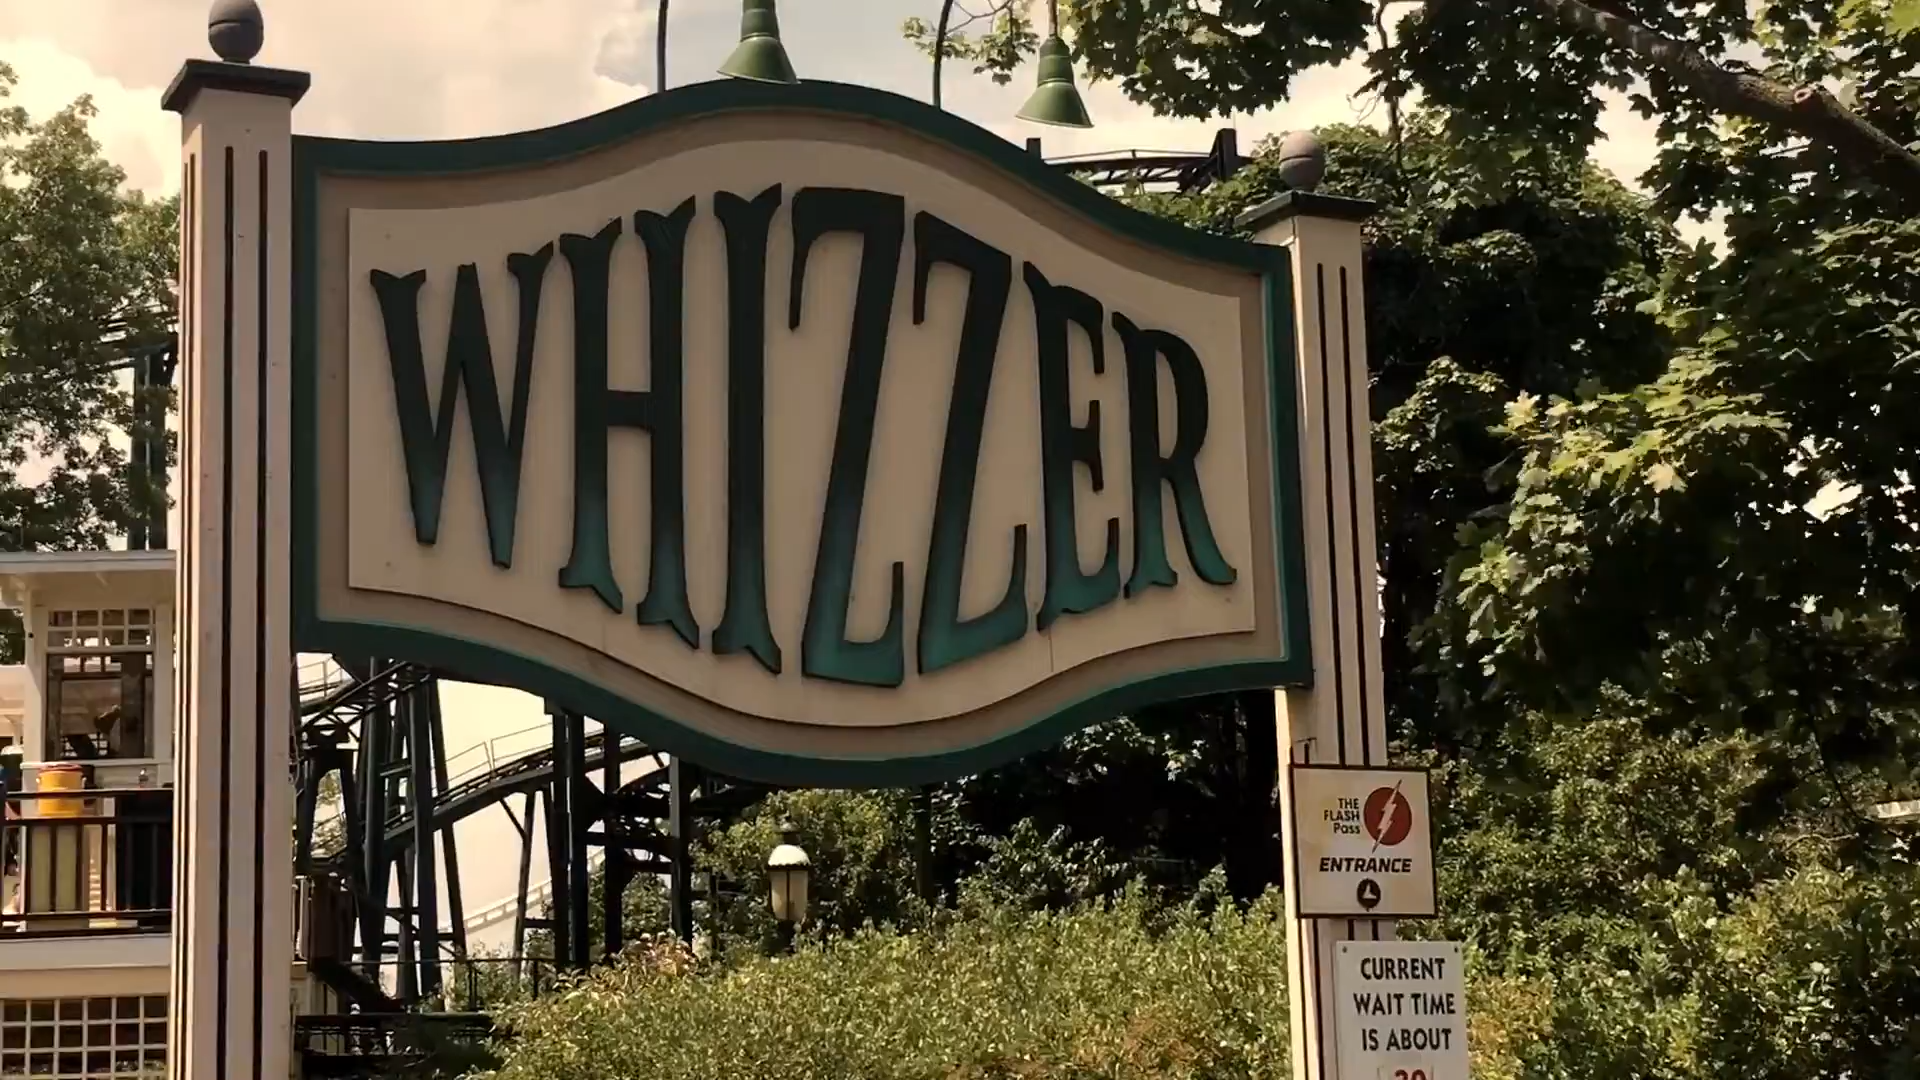 WHIZZER
THE
FLASH
Pass
ENTRANCE
CURRENT
WAIT TIME
IS ABOUT